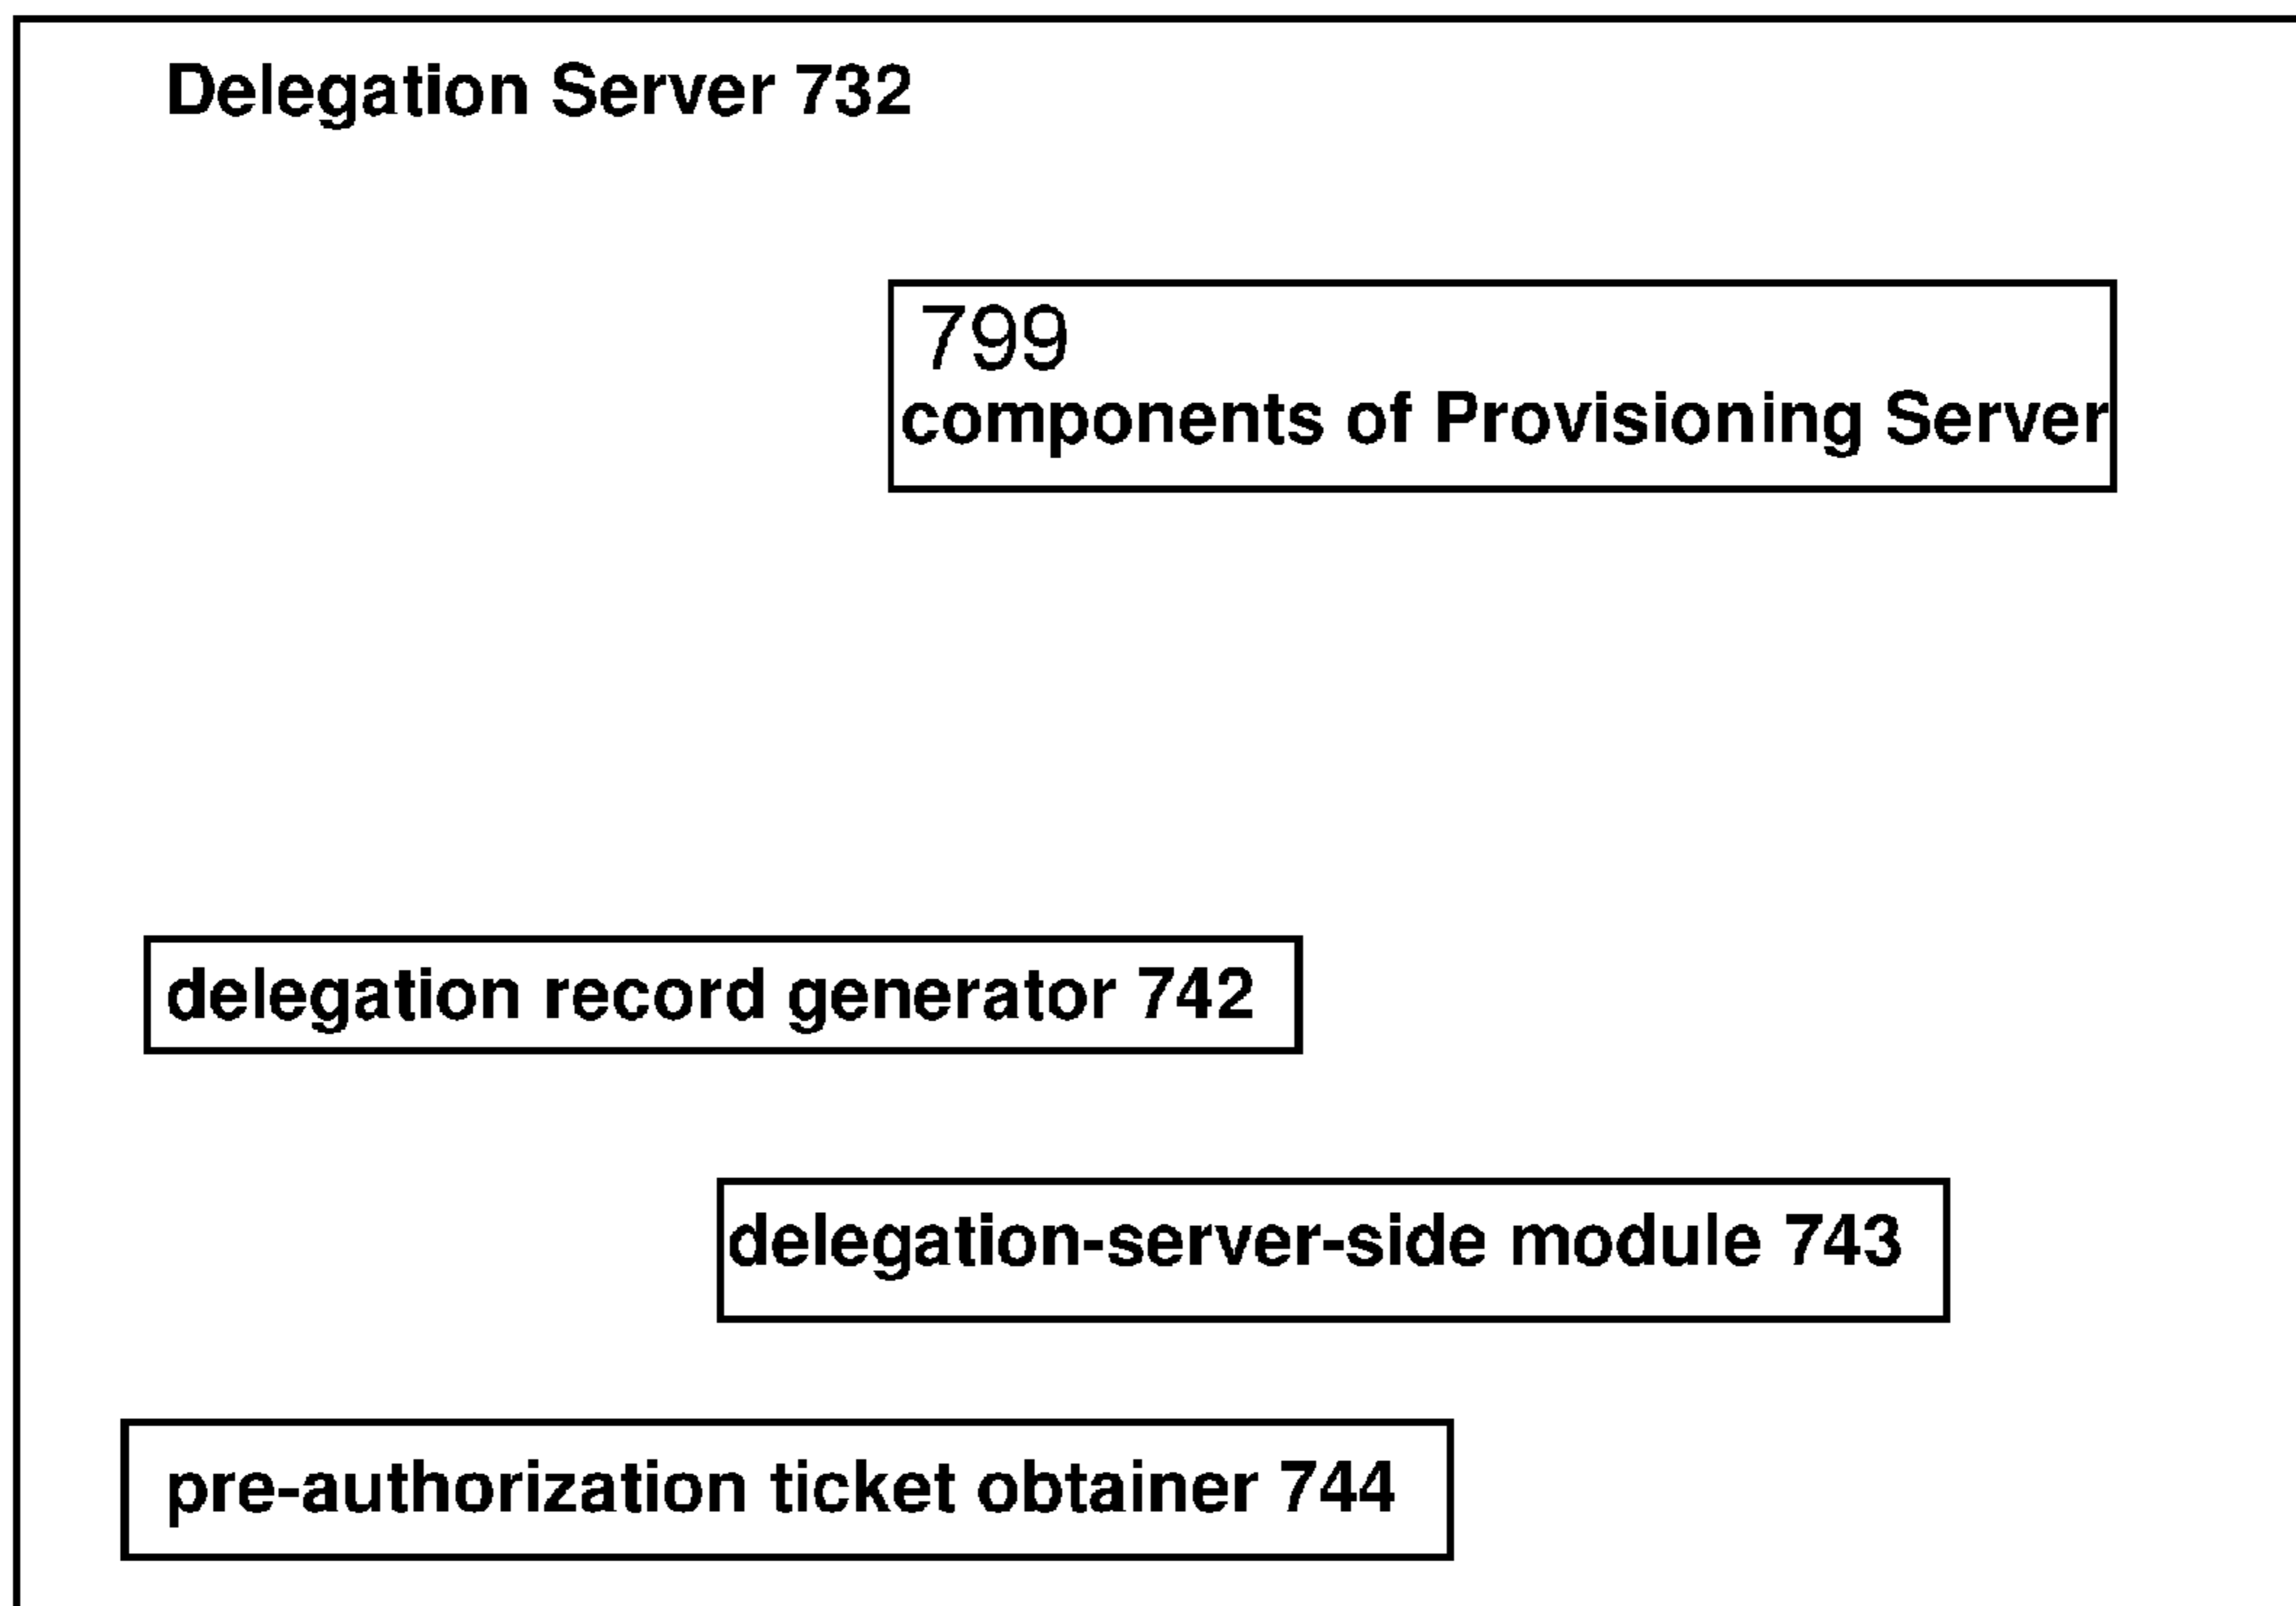 Delegation Server 732
799
components of Provisioning Server
delegation record generator 742
delegation-server-side module 743
pre-authorization ticket obtainer 744